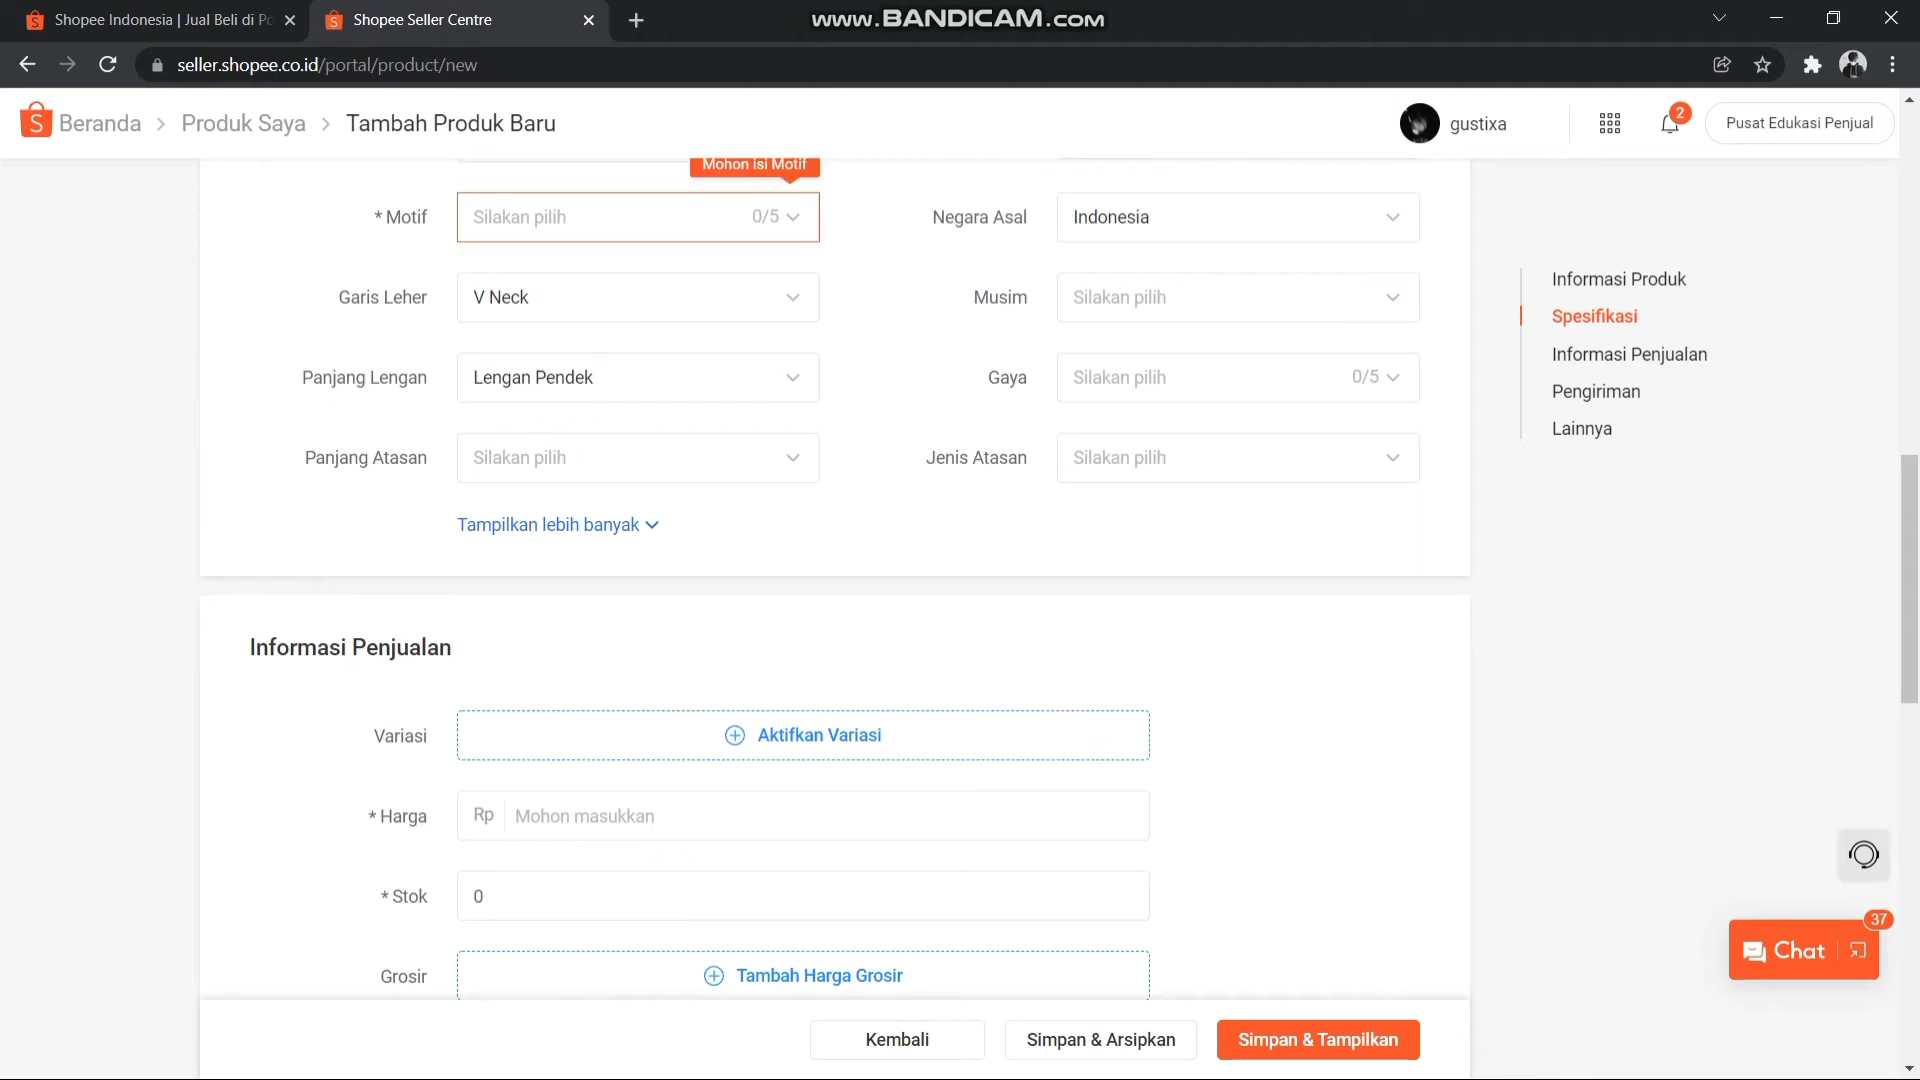 Shopee Indonesia | Jual Beli di Po
Shopee Seller Centre
www.BANDICAM.com
seller.shopee.co.id/portal/product/new
Beranda > Produk Saya > Tambah Produk Baru
gustixa
2
Pusat Edukasi Penjual
Mohon isi Motif
* Motif
Silakan pilih
0/5
Negara Asal
Indonesia
Garis Leher
V Neck
Musim
Silakan pilih
Panjang Lengan
Lengan Pendek
Gaya
Silakan pilih
0/5
Panjang Atasan
Silakan pilih
Jenis Atasan
Silakan pilih
Tampilkan lebih banyak
Informasi Produk
Spesifikasi
Informasi Penjualan
Pengiriman
Lainnya
Informasi Penjualan
Variasi
Aktifkan Variasi
* Harga
Rp
Mohon masukkan
* Stok
0
Grosir
Tambah Harga Grosir
Kembali
Simpan & Arsipkan
Simpan & Tampilkan
37
Chat